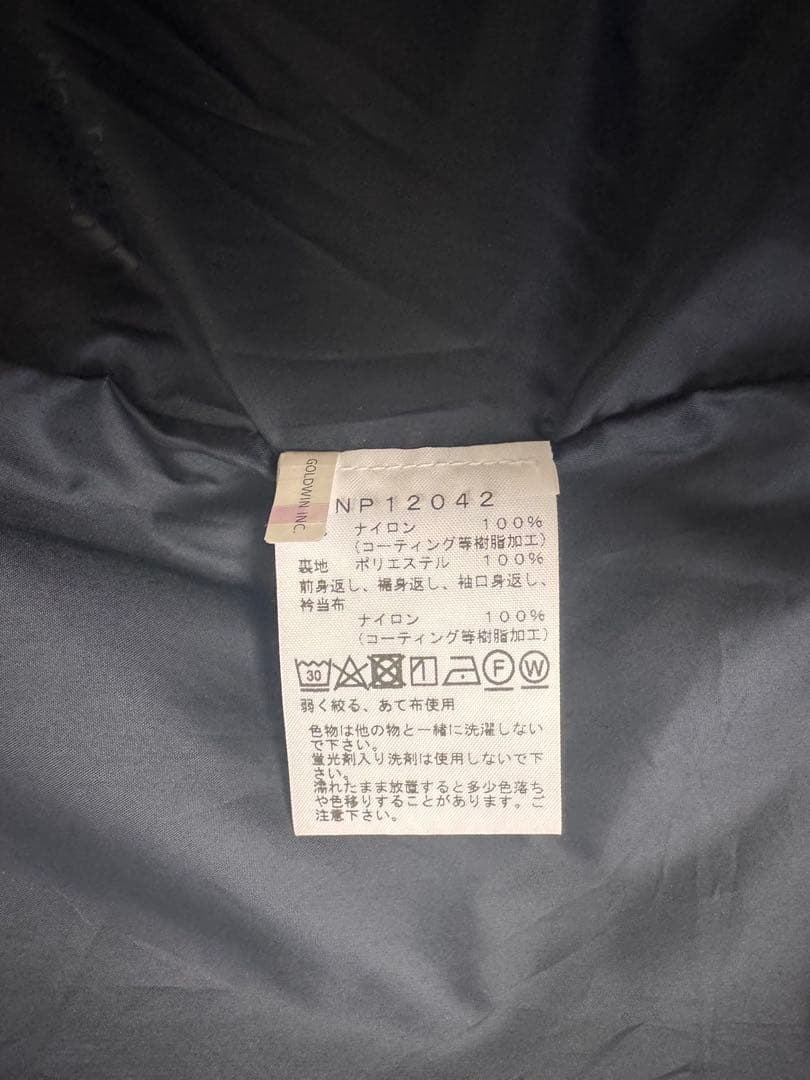 GOLDWIN INC.
NP12042
ナイロン 100%
(コーティング等樹脂加工)
裏地 ポリエステル 100%
前身返し、裾身返し、袖口身返し、
衿当布
ナイロン 100%
(コーティング等樹脂加工)
30 F W
弱く絞る、あて布使用
色物は他の物と一緒に洗濯しない
で下さい。
蛍光剤入り洗剤は使用しないで下
さい。
濡れたまま放置すると多少色落ち
や色移りすることがあります。ご
注意下さい。